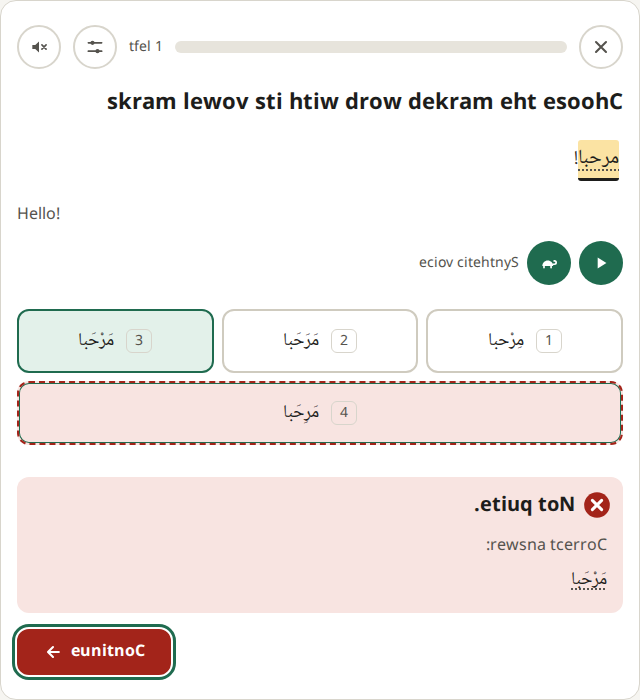 tfel 1
skram lewov sti htiw drow dekram eht esoohC
مرحبا!
Hello!
eciov citehtnyS
1 مِرْحَبا
2 مَرَحَبا
3 مَرْحَبا
4 مَرِحَبا
.etiuq toN
:rewsna tcerroC
مَرْحَبا
eunitnoC